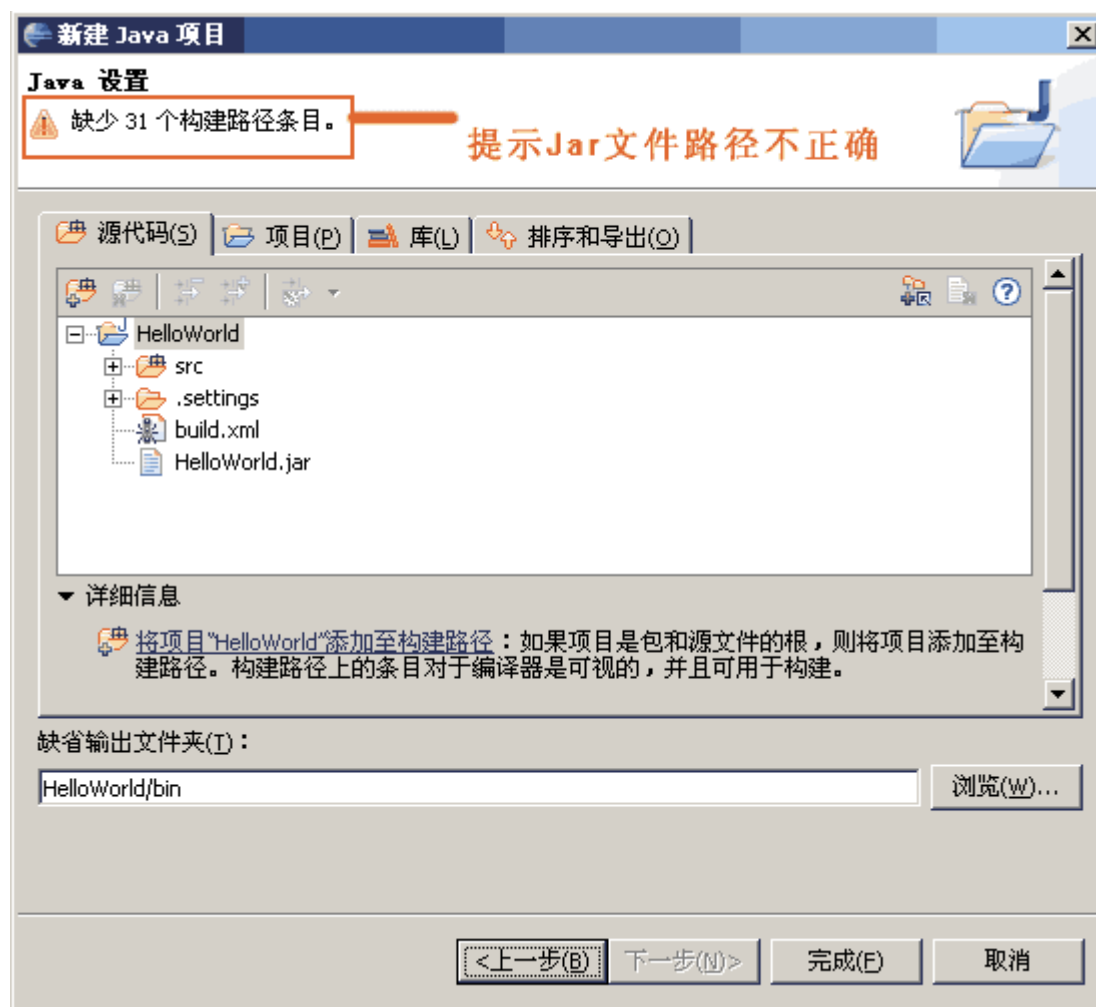 新建 Java 项目
Java 设置
缺少 31 个构建路径条目。
提示Jar文件路径不正确
源代码(S) 项目(P) 库(L) 排序和导出(O)
HelloWorld
src
.settings
build.xml
HelloWorld.jar
详细信息
将项目"HelloWorld"添加至构建路径：如果项目是包和源文件的根，则将项目添加至构
建路径。构建路径上的条目对于编译器是可视的，并且可用于构建。
缺省输出文件夹(T)：
HelloWorld/bin 浏览(W)...
<上一步(B) 下一步(N)> 完成(F) 取消